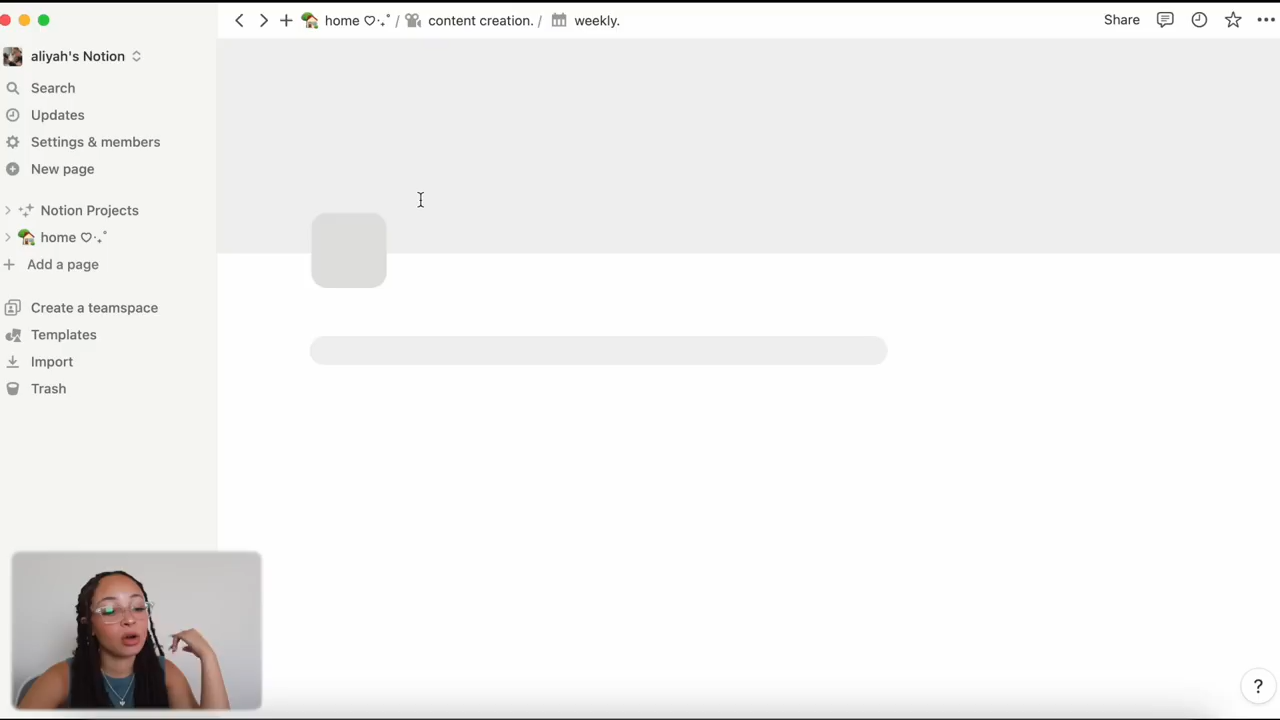 home ♡‧₊˚ / content creation. / weekly.
Share
aliyah's Notion
Search
Updates
Settings & members
New page
Notion Projects
home ♡‧₊˚
Add a page
Create a teamspace
Templates
Import
Trash
?